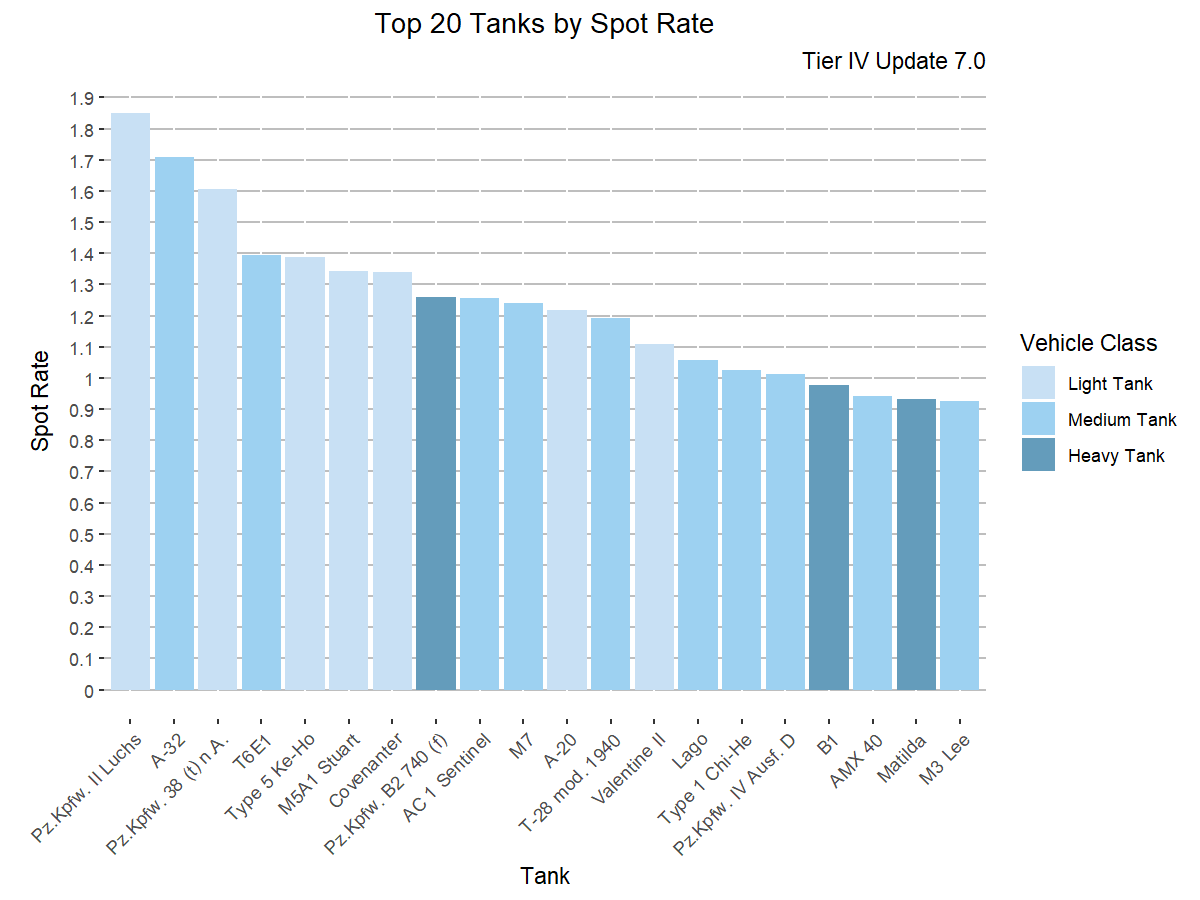 Top 20 Tanks by Spot Rate
Tier IV Update 7.0
Spot Rate
1.9
1.8
1.7
1.6
1.5
1.4
1.3
1.2
1.1
1
0.9
0.8
0.7
0.6
0.5
0.4
0.3
0.2
0.1
0
Pz.Kpfw. II Luchs
A-32
Pz.Kpfw. 38 (t) n.A.
T6E1
Type 5 Ke-Ho
M5A1 Stuart
Covenanter
Pz.Kpfw. B2 740 (f)
AC 1 Sentinel
M7
A-20
T-28 mod. 1940
Valentine II
Lago
Type 1 Chi-He
Pz.Kpfw. IV Ausf. D
B1
AMX 40
Matilda
M3 Lee
Tank
Vehicle Class
Light Tank
Medium Tank
Heavy Tank